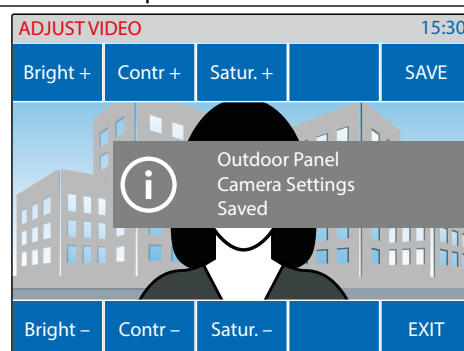 ADJUST VIDEO 15:30
Bright + Contr + Satur. + SAVE
Outdoor Panel
Camera Settings
Saved
Bright – Contr – Satur. – EXIT